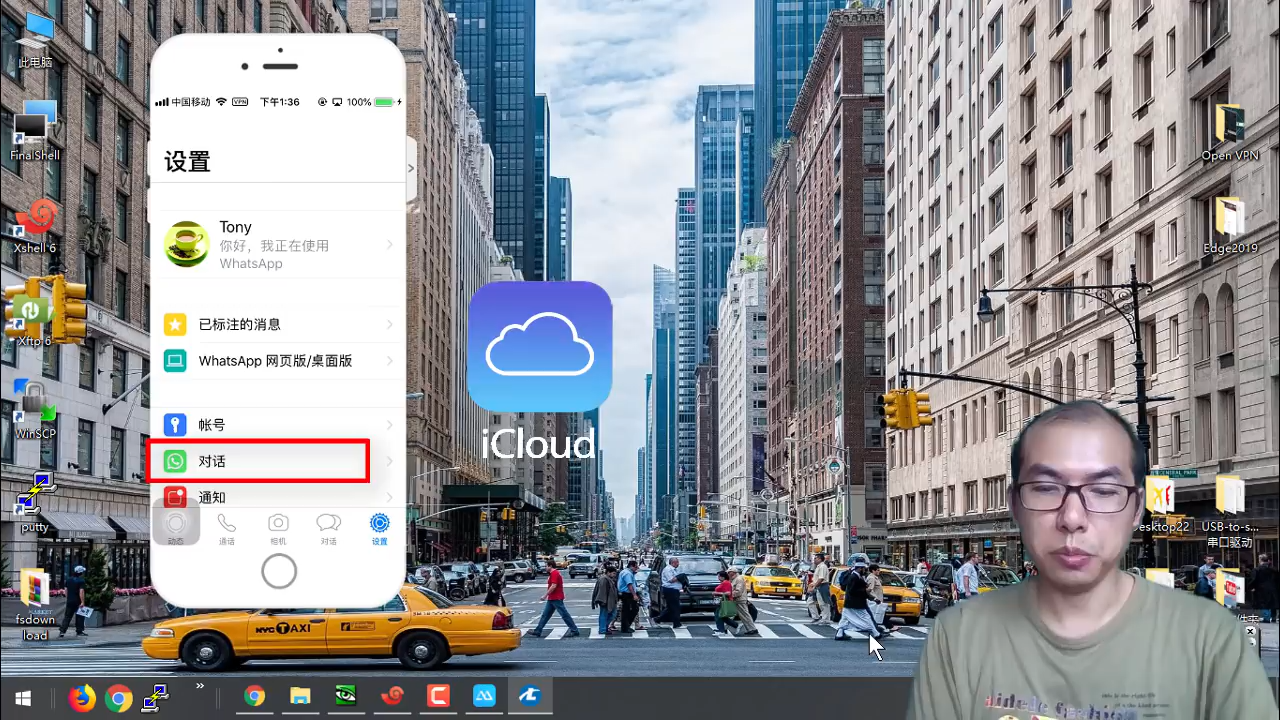 此电脑
FinalShell
Xshell 6
Xftp 6
WinSCP
putty
fsdown
load
中国移动
VPN
下午1:36
100%
设置
Tony
你好，我正在使用
WhatsApp
已标注的消息
WhatsApp 网页版/桌面版
帐号
对话
通知
动态
通话
相机
对话
设置
iCloud
Open VPN
Edge2019
esktop22
USB-to-s...
串口驱动
NYC TAXI
CENTRAL PARK